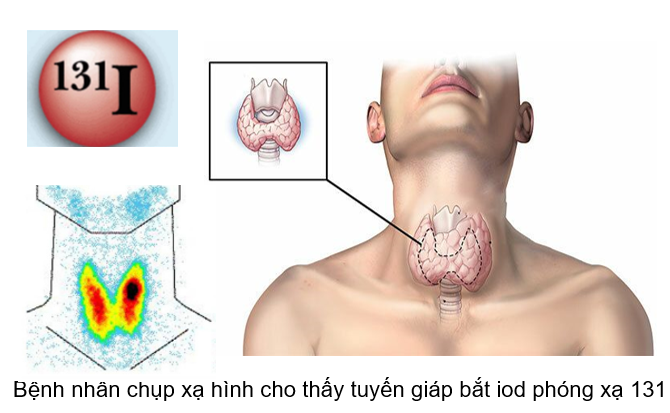 ¹³¹I
Bệnh nhân chụp xạ hình cho thấy tuyến giáp bắt iod phóng xạ 131